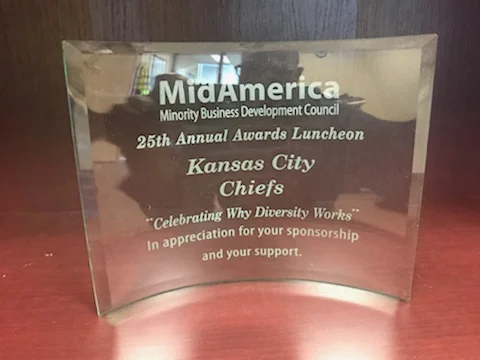 MidAmerica
Minority Business Development Council
25th Annual Awards Luncheon
Kansas City
Chiefs
"Celebrating Why Diversity Works"
In appreciation for your sponsorship
and your support.